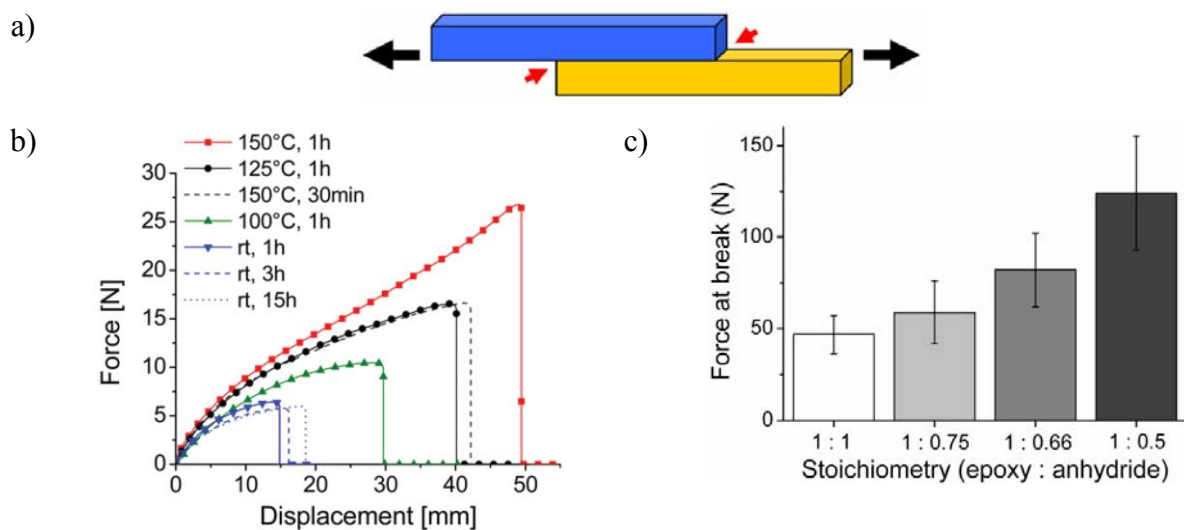 a)
b)
150°C, 1h
125°C, 1h
150°C, 30min
100°C, 1h
rt, 1h
rt, 3h
rt, 15h
30
25
20
15
10
5
0
Force [N]
0 10 20 30 40 50
Displacement [mm]
c)
150
100
50
0
Force at break (N)
1 : 1 1 : 0.75 1 : 0.66 1 : 0.5
Stoichiometry (epoxy : anhydride)